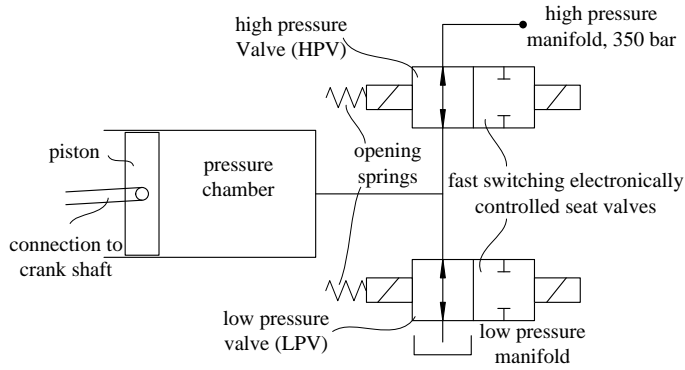 high pressure
Valve (HPV)
high pressure
manifold, 350 bar
piston
pressure
chamber
opening
springs
fast switching electronically
controlled seat valves
connection to
crank shaft
low pressure
valve (LPV)
low pressure
manifold